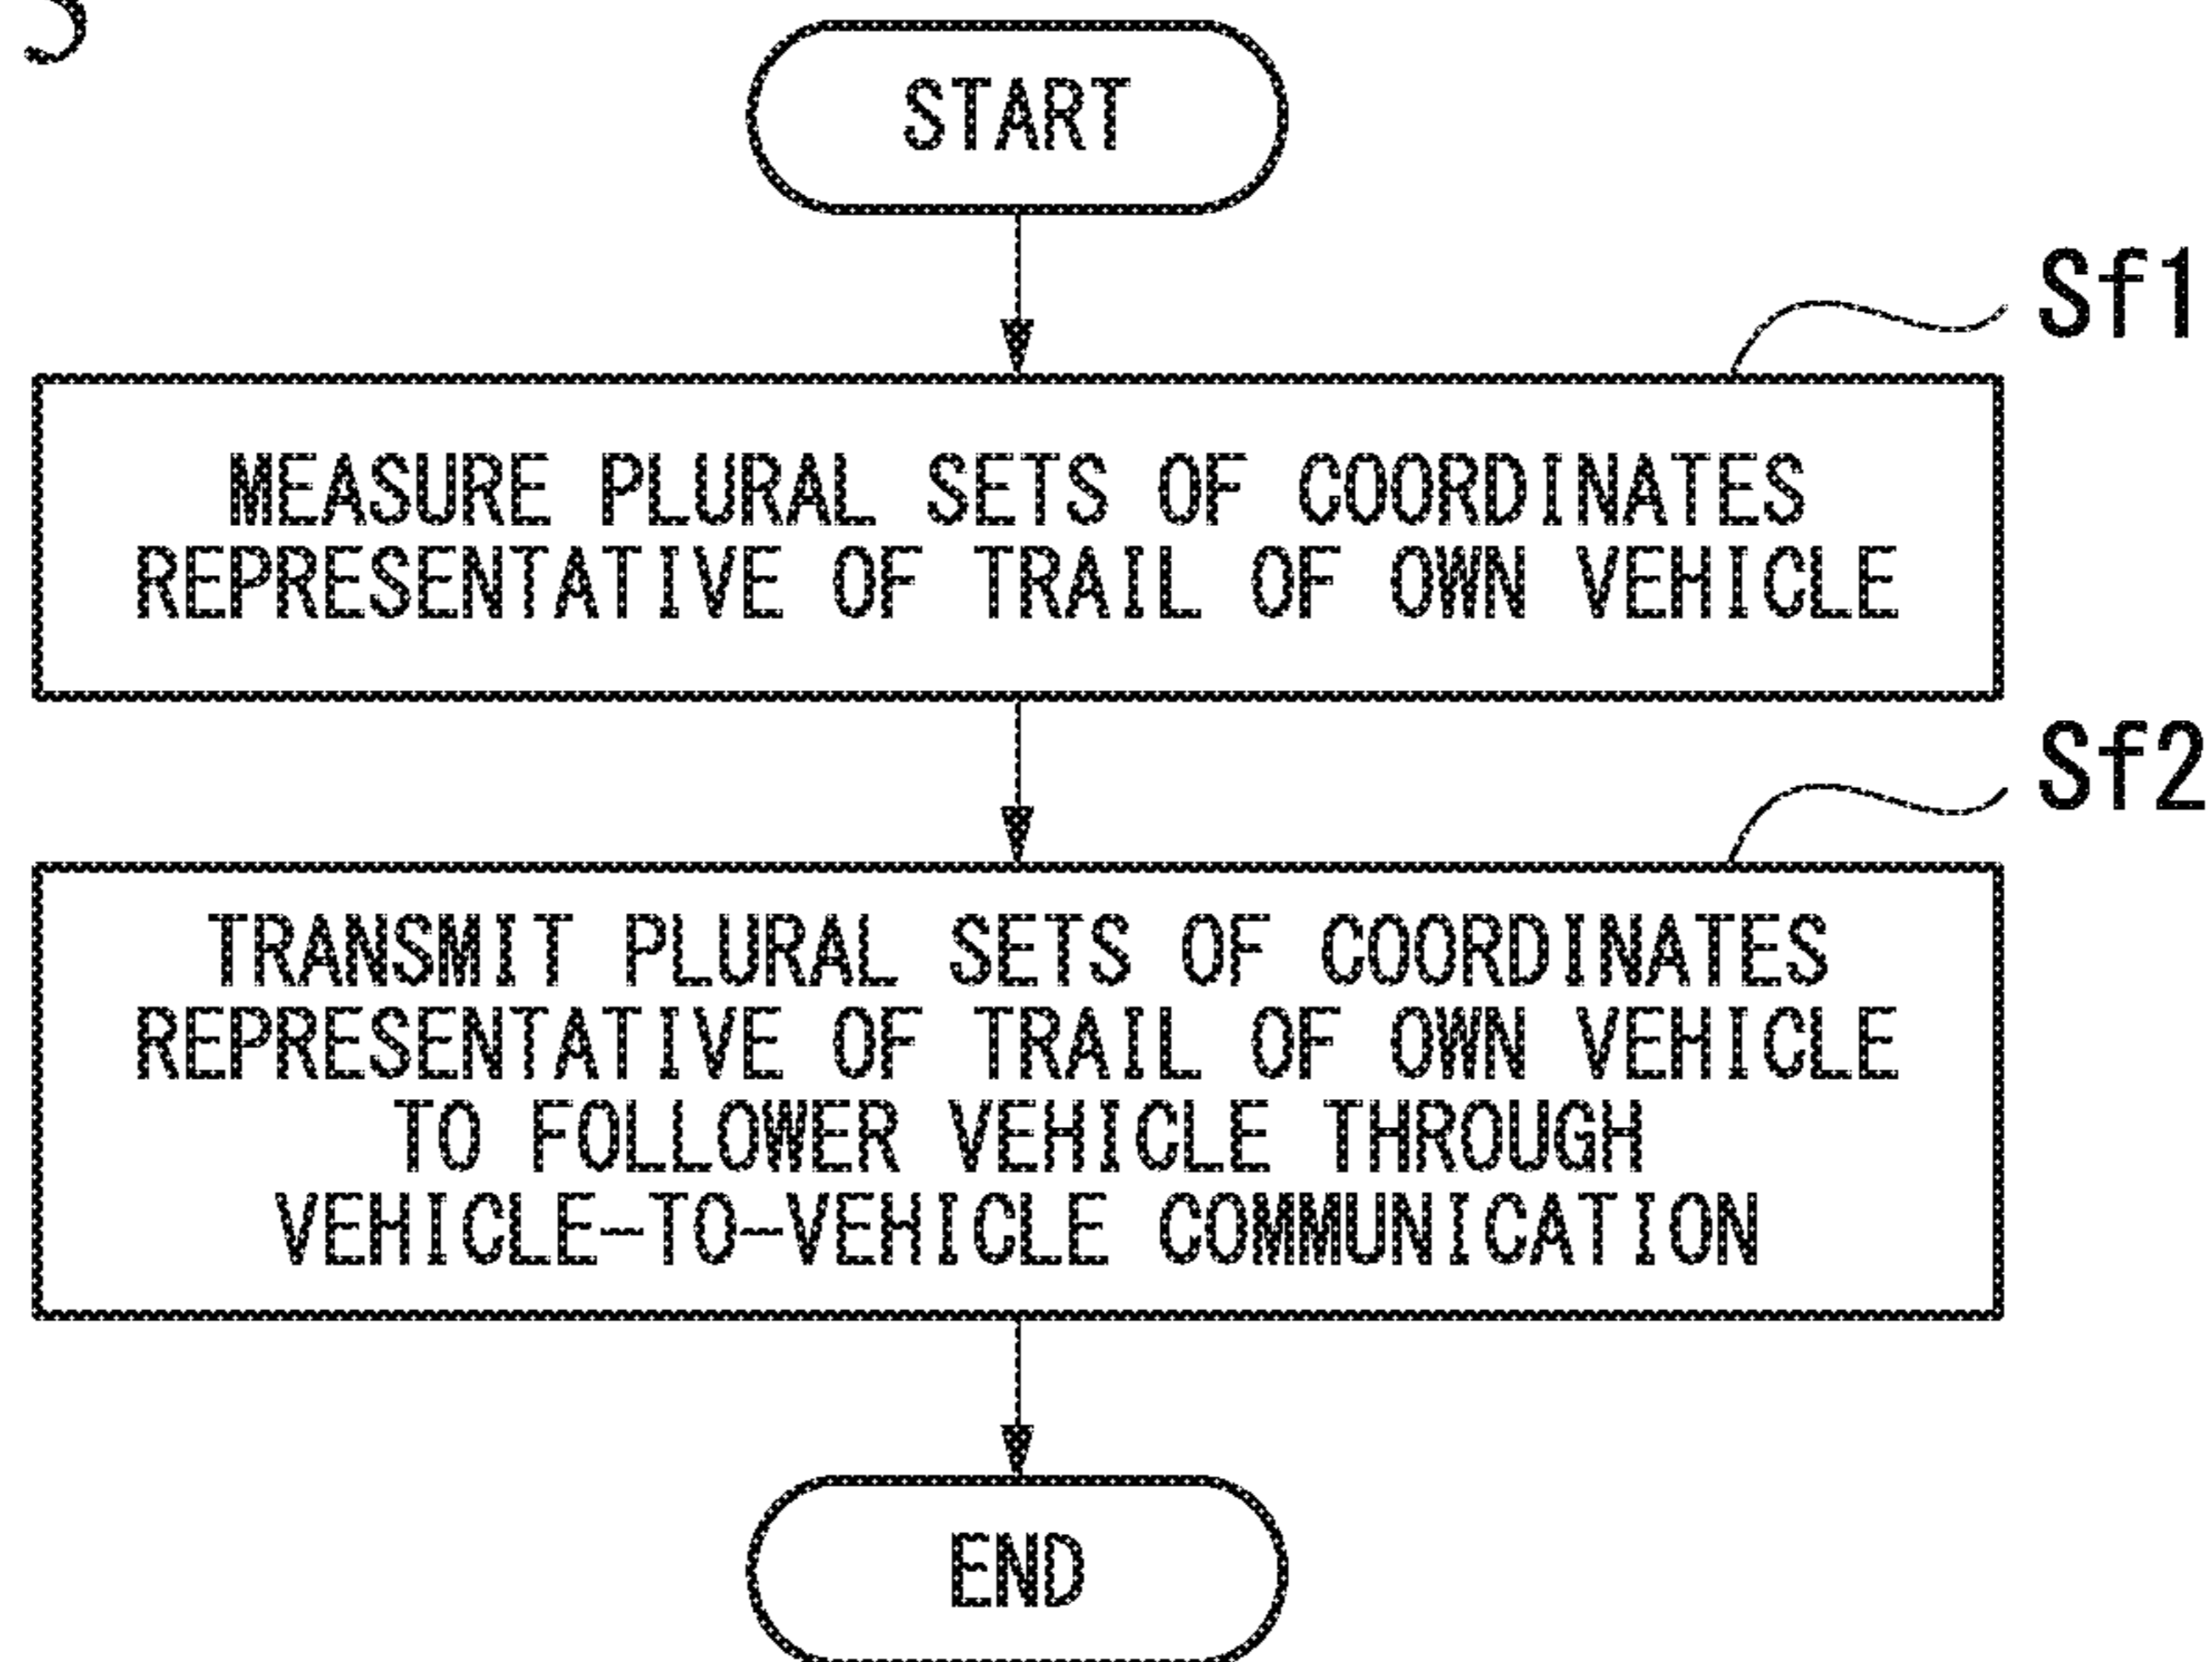 START
Sf1
MEASURE PLURAL SETS OF COORDINATES
REPRESENTATIVE OF TRAIL OF OWN VEHICLE
Sf2
TRANSMIT PLURAL SETS OF COORDINATES
REPRESENTATIVE OF TRAIL OF OWN VEHICLE
TO FOLLOWER VEHICLE THROUGH
VEHICLE-TO-VEHICLE COMMUNICATION
END